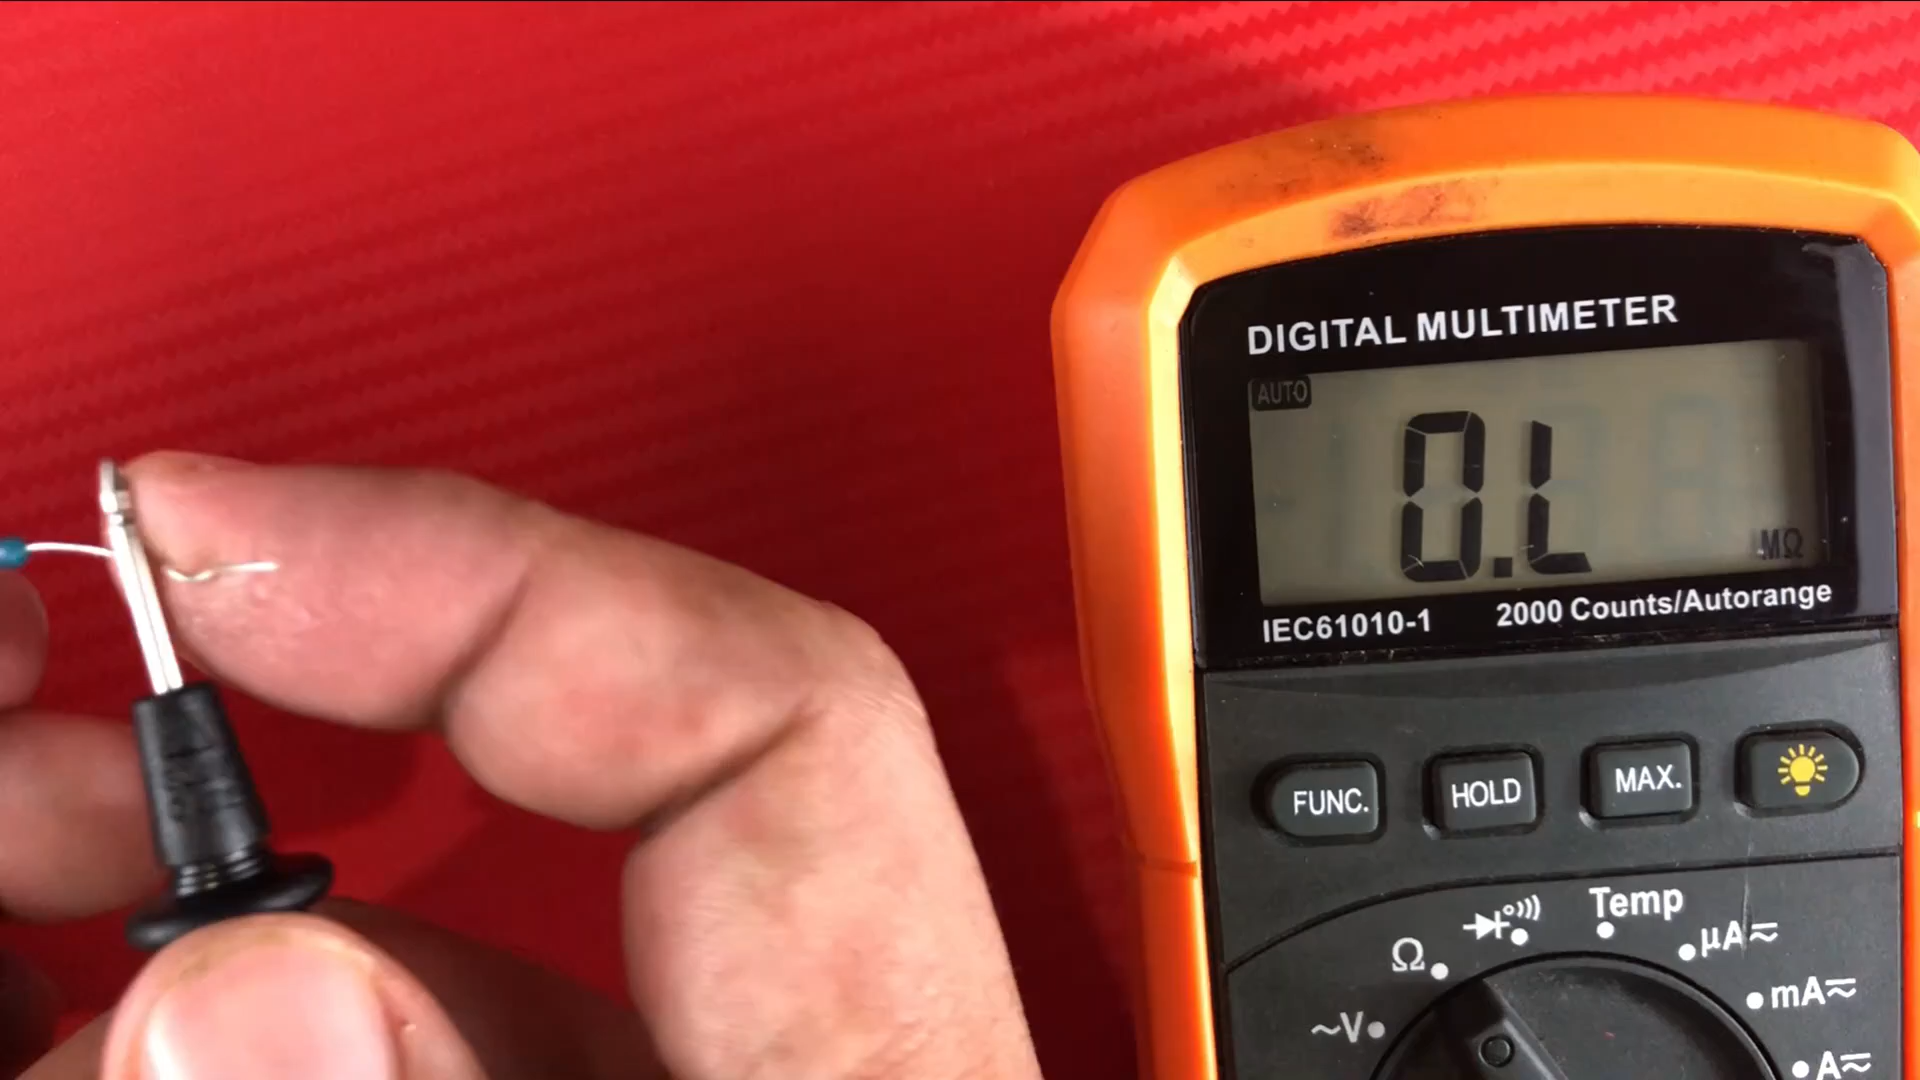 DIGITAL MULTIMETER
AUTO
0.L
MΩ
IEC61010-1 2000 Counts/Autorange
FUNC. HOLD MAX.
Temp
Ω
µA≂
~V
mA≂
A≂